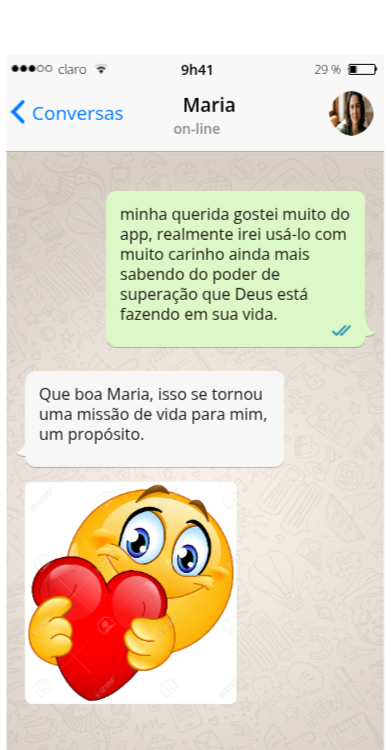 claro 9h41 29 %
Conversas Maria
on-line
minha querida gostei muito do
app, realmente irei usá-lo com
muito carinho ainda mais
sabendo do poder de
superação que Deus está
fazendo em sua vida.
Que boa Maria, isso se tornou
uma missão de vida para mim,
um propósito.